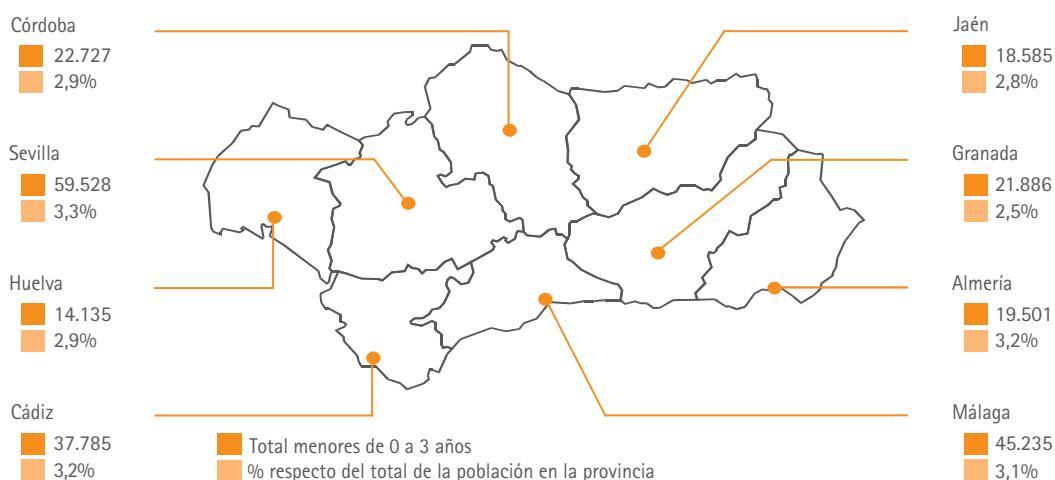 Córdoba
22.727
2,9%
Sevilla
59.528
3,3%
Huelva
14.135
2,9%
Cádiz
37.785
3,2%
Total menores de 0 a 3 años
% respecto del total de la población en la provincia
Jaén
18.585
2,8%
Granada
21.886
2,5%
Almería
19.501
3,2%
Málaga
45.235
3,1%